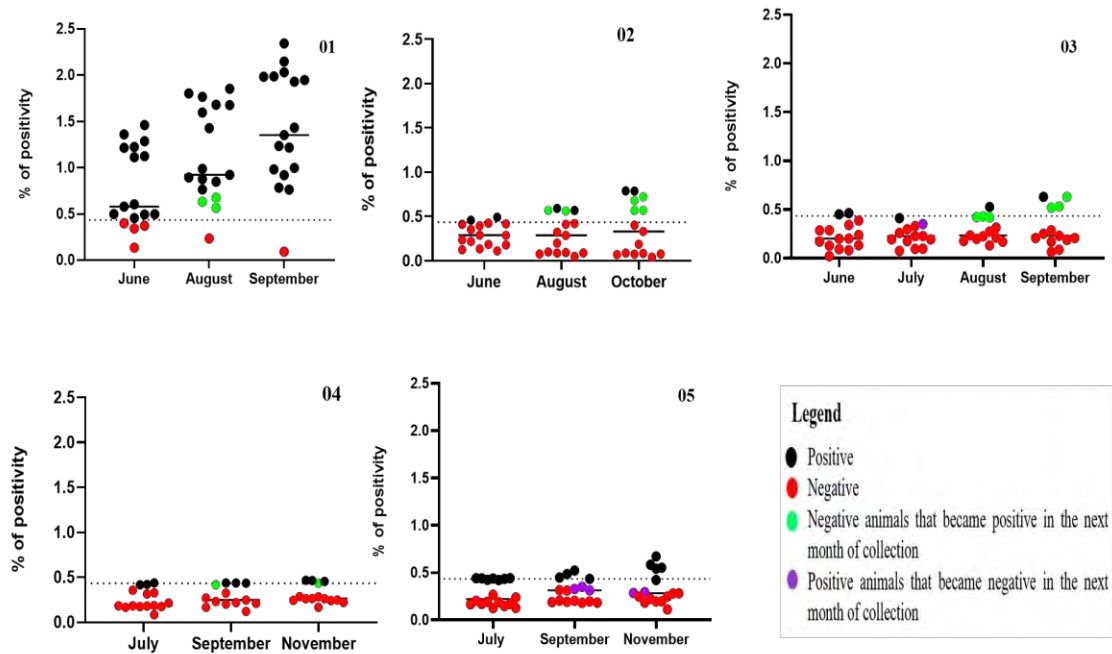 01
% of positivity
2.5
2.0
1.5
1.0
0.5
0.0
June August September
02
% of positivity
2.5
2.0
1.5
1.0
0.5
0.0
June August October
03
% of positivity
2.5
2.0
1.5
1.0
0.5
0.0
June July August September
04
% of positivity
2.5
2.0
1.5
1.0
0.5
0.0
July September November
05
% of positivity
2.5
2.0
1.5
1.0
0.5
0.0
July September November
Legend
Positive
Negative
Negative animals that became positive in the next
month of collection
Positive animals that became negative in the next
month of collection